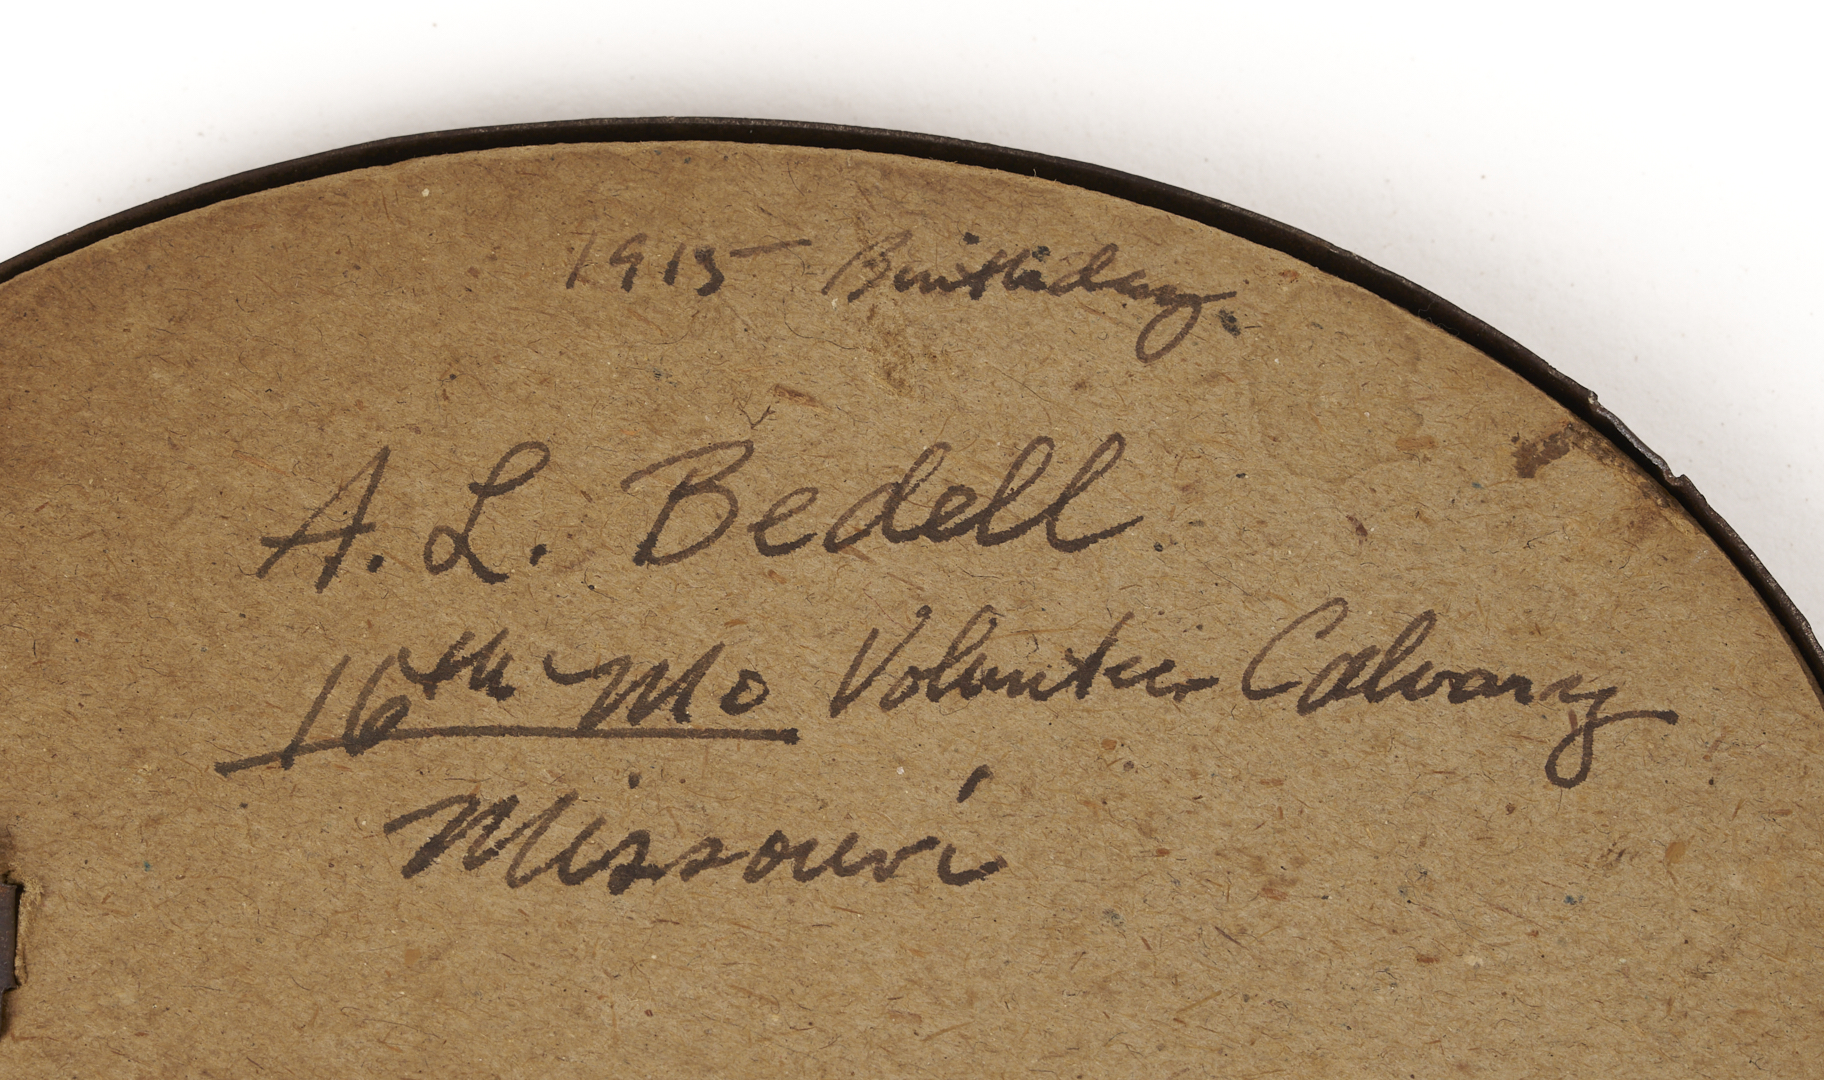 1915 Birthday
A. L. Bedell
16th Mo Volunteer Calvary
Missouri